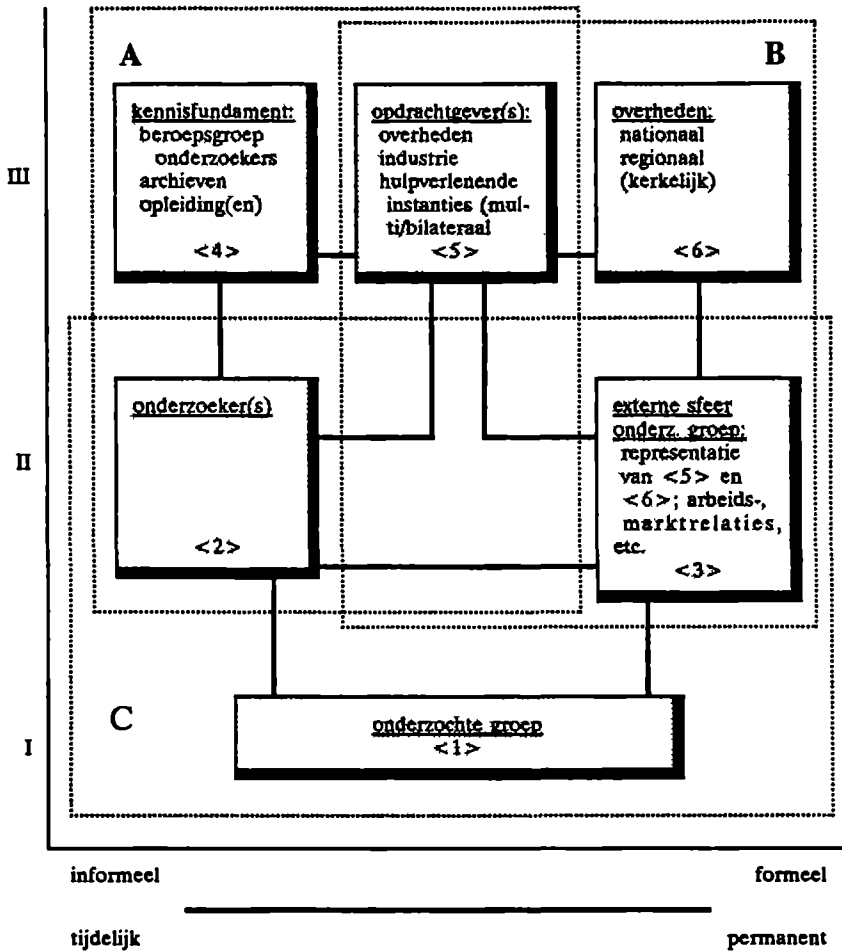 A
B
kennisfundament:
beroepsgroep
onderzoekers
archieven
opleiding(en)
<4>
opdrachtgever(s):
overheden
industrie
hulpverlenende
instanties (mul-
ti/bilateraal
<5>
overheden:
nationaal
regionaal
(kerkelijk)
<6>
III
onderzoeker(s)
<2>
externe sfeer
onderz. groep:
representatie
van <5> en
<6>; arbeids-,
marktrelaties,
etc.
<3>
II
C
onderzochte groep
<1>
I
informeel
formeel
tijdelijk
permanent